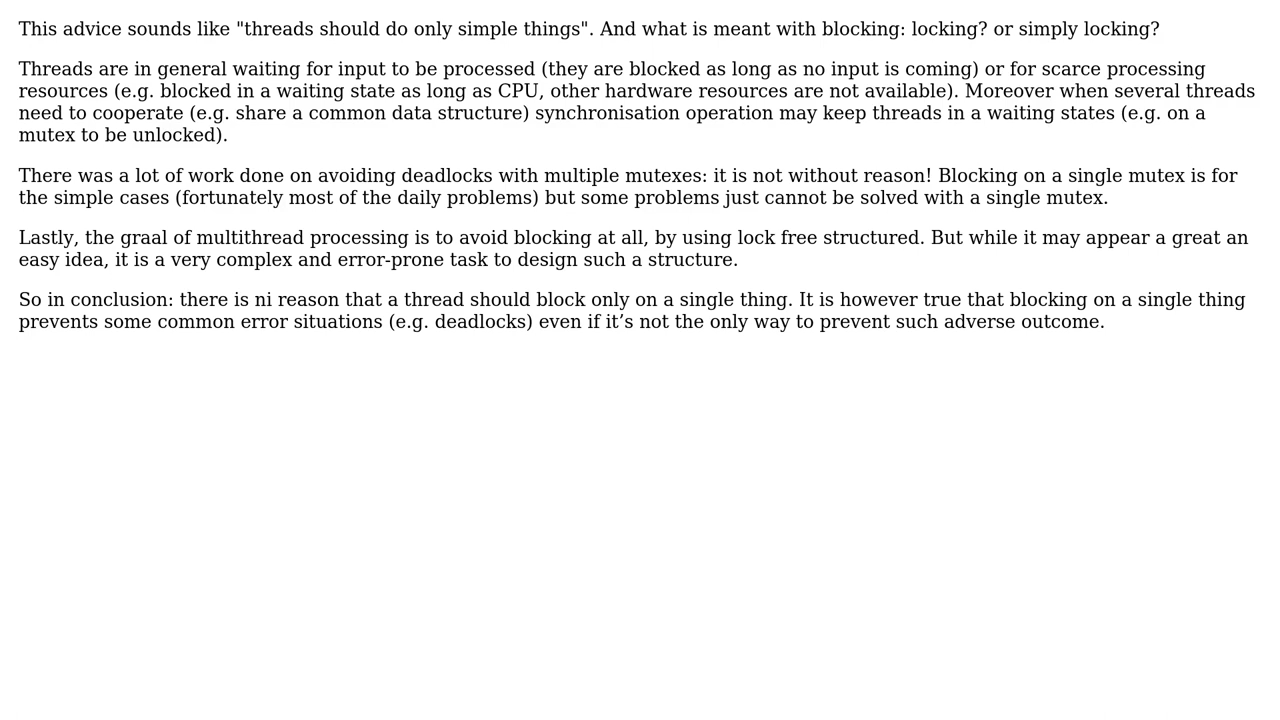 This advice sounds like "threads should do only simple things". And what is meant with blocking: locking? or simply locking?
Threads are in general waiting for input to be processed (they are blocked as long as no input is coming) or for scarce processing
resources (e.g. blocked in a waiting state as long as CPU, other hardware resources are not available). Moreover when several threads
need to cooperate (e.g. share a common data structure) synchronisation operation may keep threads in a waiting states (e.g. on a
mutex to be unlocked).
There was a lot of work done on avoiding deadlocks with multiple mutexes: it is not without reason! Blocking on a single mutex is for
the simple cases (fortunately most of the daily problems) but some problems just cannot be solved with a single mutex.
Lastly, the graal of multithread processing is to avoid blocking at all, by using lock free structured. But while it may appear a great an
easy idea, it is a very complex and error-prone task to design such a structure.
So in conclusion: there is ni reason that a thread should block only on a single thing. It is however true that blocking on a single thing
prevents some common error situations (e.g. deadlocks) even if it’s not the only way to prevent such adverse outcome.